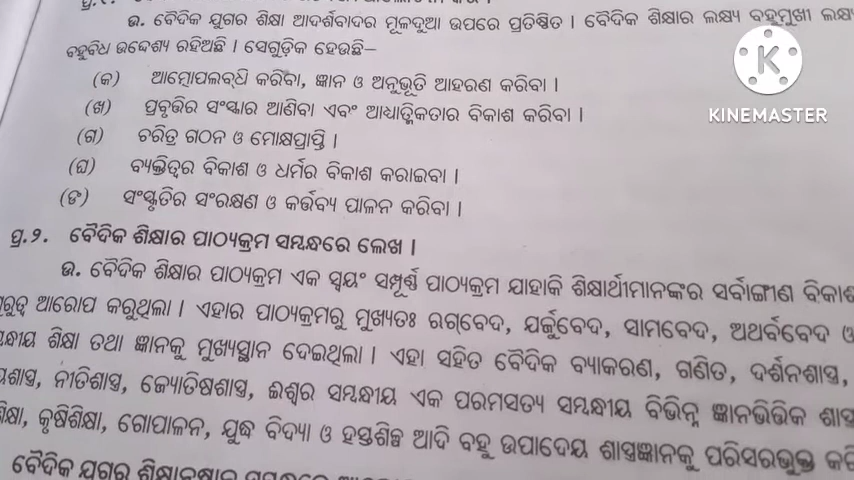 ଉ. ବୈଦିକ ଯୁଗର ଶିକ୍ଷା ଆଦର୍ଶବାଦର ମୂଳଦୁଆ ଉପରେ ପ୍ରତିଷ୍ଠିତ । ବୈଦିକ ଶିକ୍ଷାର ଲକ୍ଷ୍ୟ ବହୁମୁଖୀ
ବହୁବିଧ ଉଦ୍ଦେଶ୍ୟ ରହିଅଛି । ସେଗୁଡ଼ିକ ହେଉଛି–
(କ) ଆତ୍ମୋପଲବ୍ଧି କରିବା, ଜ୍ଞାନ ଓ ଅନୁଭୂତି ଆହରଣ କରିବା ।
(ଖ) ପ୍ରବୃତ୍ତିର ସଂସ୍କାର ଆଣିବା ଏବଂ ଆଧ୍ୟାତ୍ମିକତାର ବିକାଶ କରିବା ।
(ଗ) ଚରିତ୍ର ଗଠନ ଓ ମୋକ୍ଷପ୍ରାପ୍ତି ।
(ଘ) ବ୍ୟକ୍ତିତ୍ୱର ବିକାଶ ଓ ଧର୍ମର ବିକାଶ କରାଇବା ।
(ଙ) ସଂସ୍କୃତିର ସଂରକ୍ଷଣ ଓ କର୍ତ୍ତବ୍ୟ ପାଳନ କରିବା ।
ପ୍ର.୨. ବୈଦିକ ଶିକ୍ଷାର ପାଠ୍ୟକ୍ରମ ସମ୍ବନ୍ଧରେ ଲେଖ ।
ଉ. ବୈଦିକ ଶିକ୍ଷାର ପାଠ୍ୟକ୍ରମ ଏକ ସ୍ୱୟଂ ସମ୍ପୂର୍ଣ୍ଣ ପାଠ୍ୟକ୍ରମ ଯାହାକି ଶିକ୍ଷାର୍ଥୀମାନଙ୍କର ସର୍ବାଙ୍ଗୀଣ ବିକାଶ
ଆରୋପ କରୁଥିଲା । ଏହାର ପାଠ୍ୟକ୍ରମରୁ ମୁଖ୍ୟତଃ ରଗ୍‌ବେଦ, ଯର୍ଜୁବେଦ, ସାମବେଦ, ଅଥର୍ବବେଦ ଓ
ଶିକ୍ଷା ତଥା ଜ୍ଞାନକୁ ମୁଖ୍ୟସ୍ଥାନ ଦେଇଥିଲା । ଏହା ସହିତ ବୈଦିକ ବ୍ୟାକରଣ, ଗଣିତ, ଦର୍ଶନଶାସ୍ତ୍ର,
ନୀତିଶାସ୍ତ୍ର, ଜ୍ୟୋତିଷଶାସ୍ତ୍ର, ଈଶ୍ୱର ସମ୍ବନ୍ଧୀୟ ଏକ ପରମସତ୍ୟ ସମ୍ବନ୍ଧୀୟ ବିଭିନ୍ନ ଜ୍ଞାନଭିତ୍ତିକ
କୃଷିଶିକ୍ଷା, ଗୋପାଳନ, ଯୁଦ୍ଧ ବିଦ୍ୟା ଓ ହସ୍ତଶିଳ୍ପ ଆଦି ବହୁ ଉପାଦେୟ ଶାସ୍ତ୍ରଜ୍ଞାନକୁ ପରିସରଭୁକ୍ତ
ବୈଦିକ ଯୁଗର
K
KINEMASTER